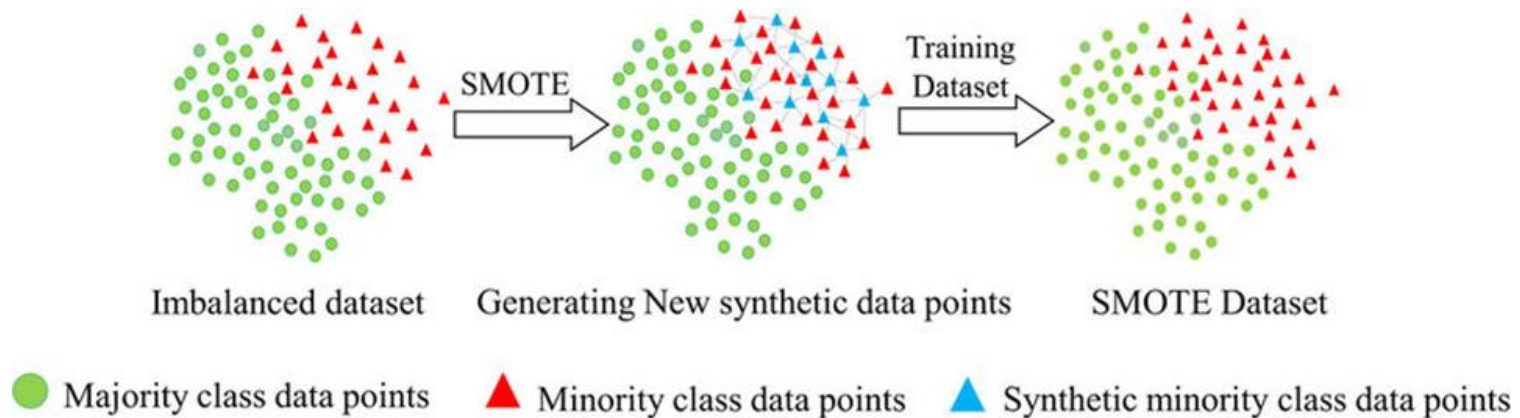 SMOTE
Training
Dataset
Imbalanced dataset
Generating New synthetic data points
SMOTE Dataset
Majority class data points
Minority class data points
Synthetic minority class data points